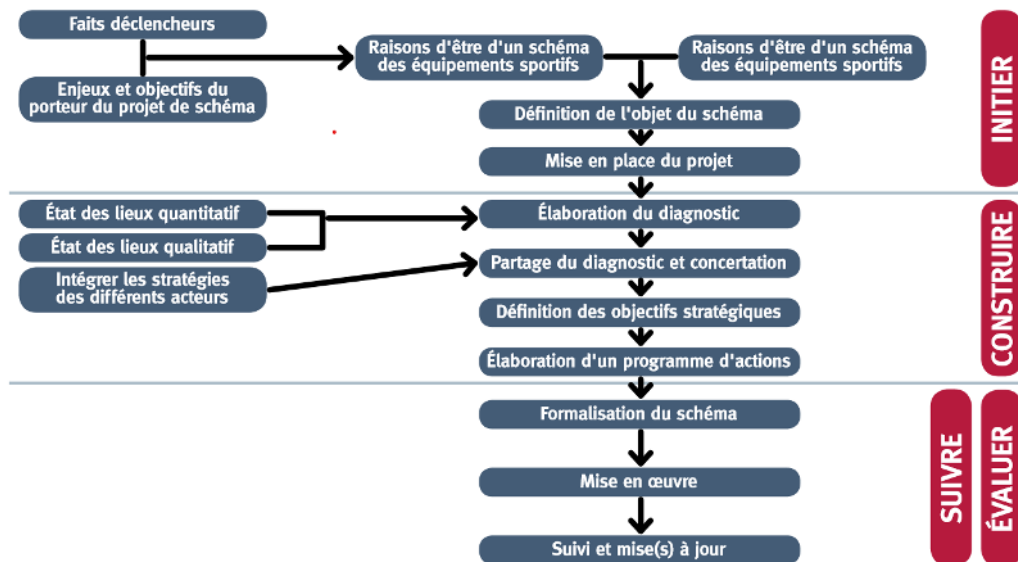 Faits déclencheurs
Enjeux et objectifs du
porteur du projet de schéma
Raisons d'être d'un schéma
des équipements sportifs
Raisons d'être d'un schéma
des équipements sportifs
Définition de l'objet du schéma
Mise en place du projet
INITIER
État des lieux quantitatif
État des lieux qualitatif
Intégrer les stratégies
des différents acteurs
Élaboration du diagnostic
Partage du diagnostic et concertation
Définition des objectifs stratégiques
Élaboration d'un programme d'actions
CONSTRUIRE
Formalisation du schéma
Mise en œuvre
Suivi et mise(s) à jour
SUIVRE
ÉVALUER